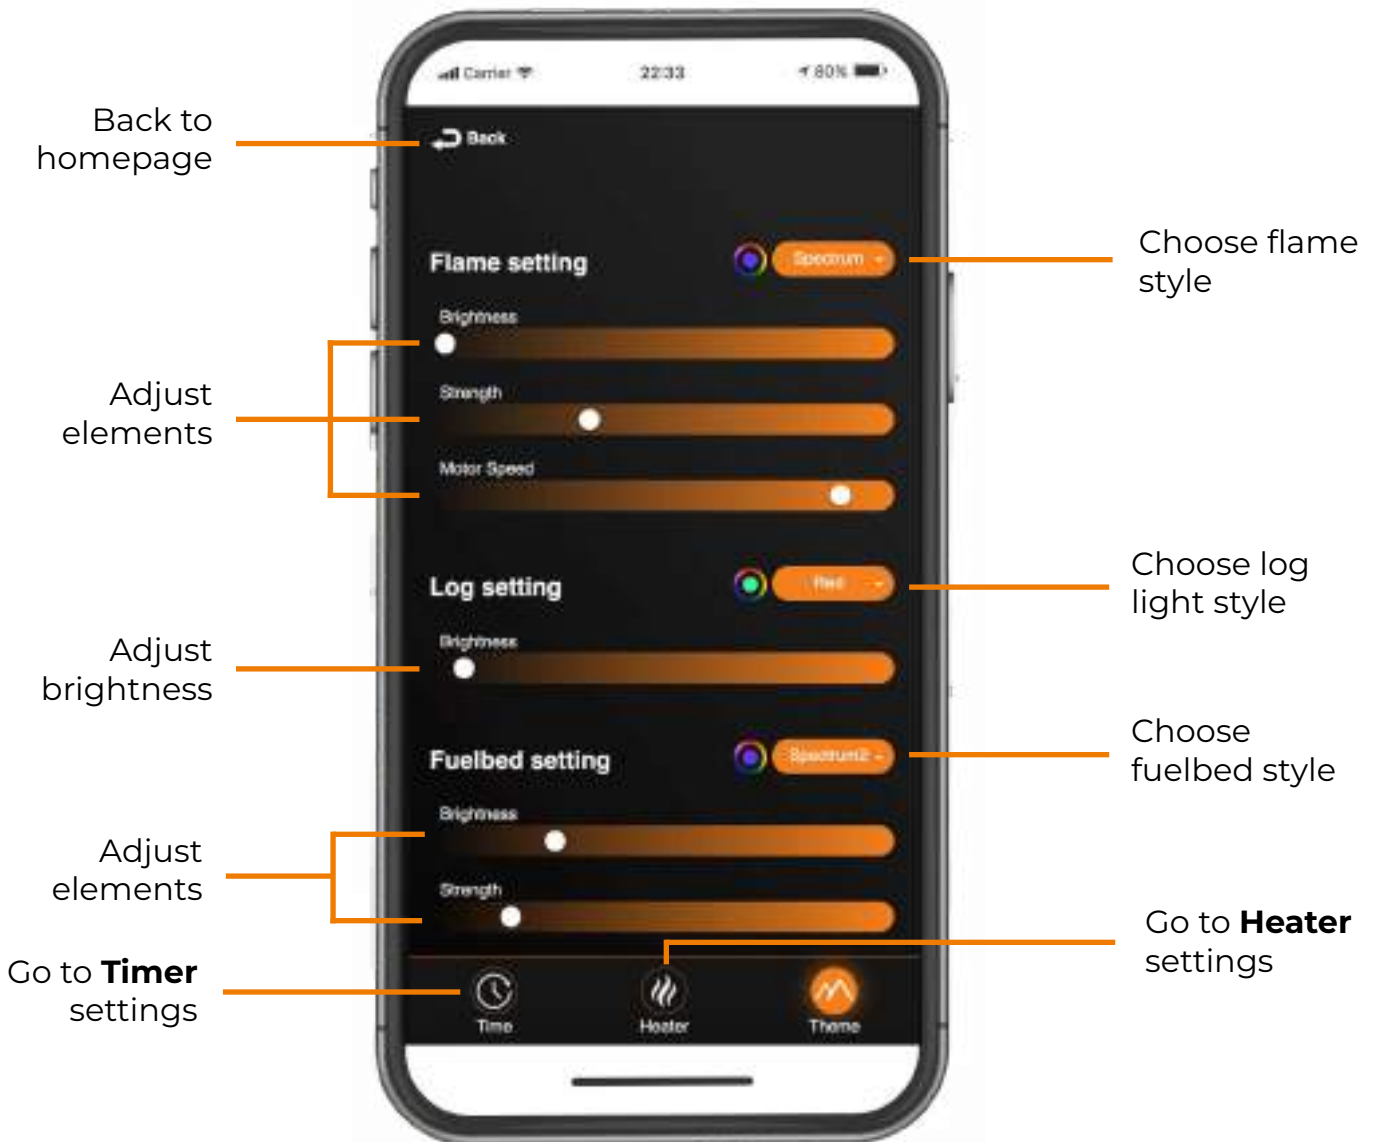 Carrier
22:33
80%
Back to
homepage
Back
Flame setting
Spectrum
Choose flame
style
Brightness
Adjust
elements
Strength
Motor Speed
Log setting
Red
Choose log
light style
Brightness
Adjust
brightness
Fuelbed setting
Spectrum2
Choose
fuelbed style
Brightness
Adjust
elements
Strength
Go to Heater
settings
Go to Timer
settings
Time
Heater
Theme